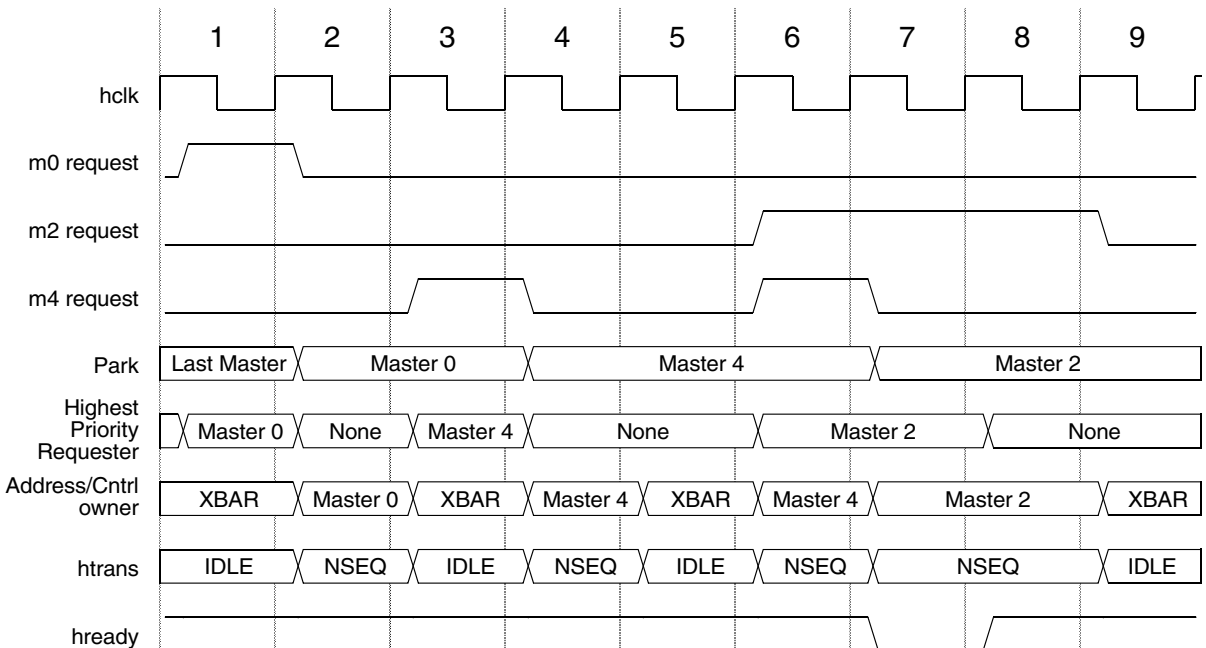 1 2 3 4 5 6 7 8 9
hclk
m0 request
m2 request
m4 request
Park Last Master Master 0 Master 4 Master 2
Highest
Priority
Requester
Master 0 None Master 4 None Master 2 None
Address/Cntrl
owner
XBAR Master 0 XBAR Master 4 XBAR Master 4 Master 2 XBAR
htrans IDLE NSEQ IDLE NSEQ IDLE NSEQ NSEQ IDLE
hready